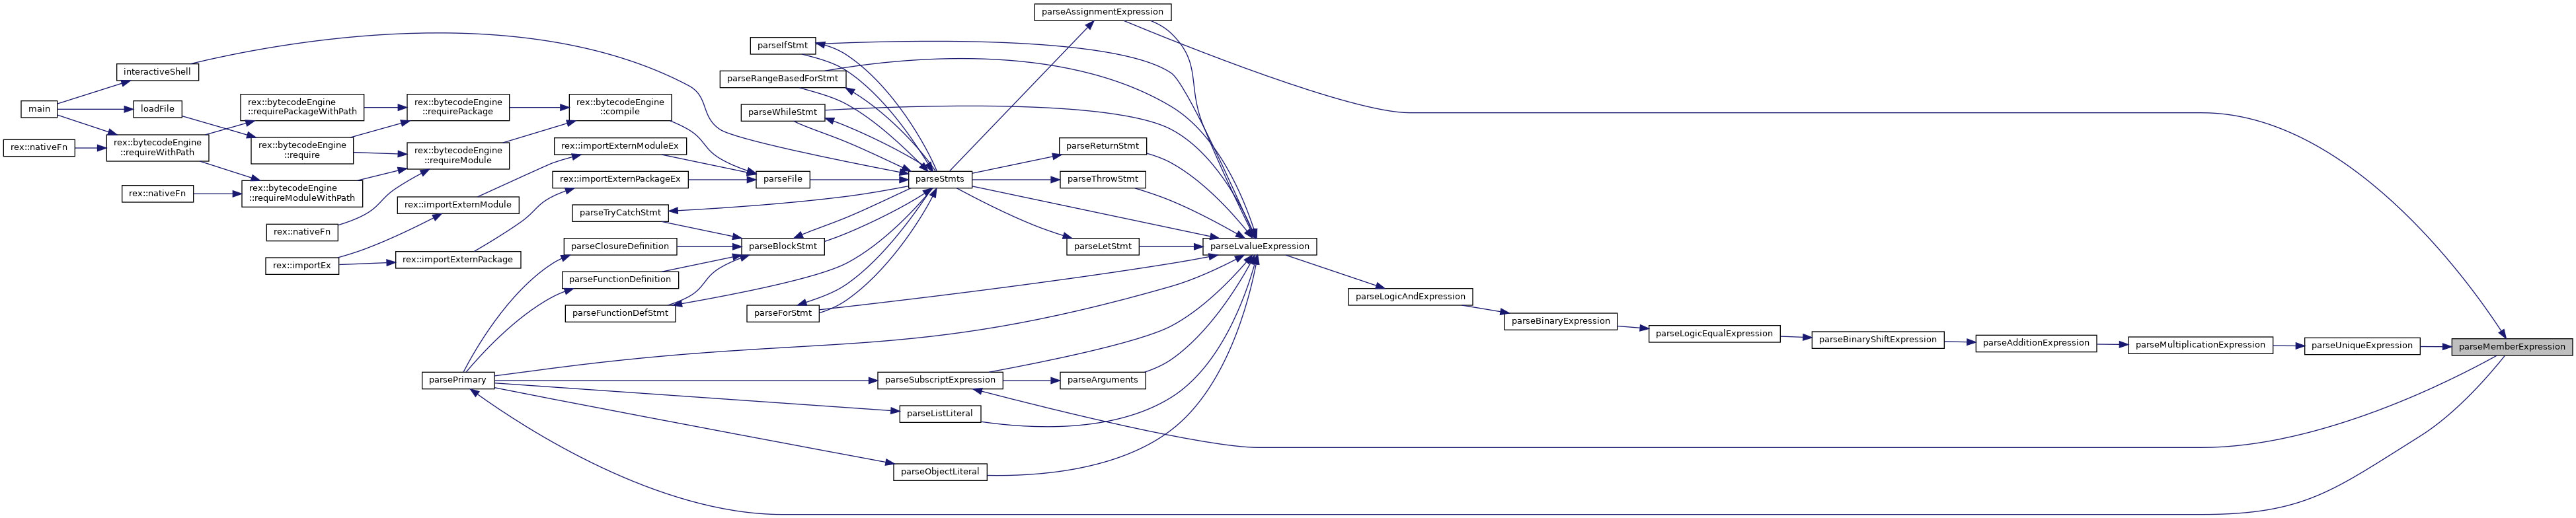 main
rex::nativeFn
interactiveShell
loadFile
rex::bytecodeEngine
::requireWithPath
rex::nativeFn
rex::bytecodeEngine
::requirePackageWithPath
rex::bytecodeEngine
::require
rex::bytecodeEngine
::requireModuleWithPath
rex::nativeFn
rex::importEx
rex::bytecodeEngine
::requirePackage
rex::bytecodeEngine
::requireModule
rex::importExternModule
rex::importExternPackage
rex::bytecodeEngine
::compile
rex::importExternModuleEx
rex::importExternPackageEx
parseTryCatchStmt
parseClosureDefinition
parseFunctionDefinition
parseFunctionDefStmt
parsePrimary
parseIfStmt
parseRangeBasedForStmt
parseWhileStmt
parseFile
parseBlockStmt
parseForStmt
parseStmts
parseSubscriptExpression
parseListLiteral
parseObjectLiteral
parseAssignmentExpression
parseReturnStmt
parseThrowStmt
parseLetStmt
parseArguments
parseLvalueExpression
parseLogicAndExpression
parseBinaryExpression
parseLogicEqualExpression
parseBinaryShiftExpression
parseAdditionExpression
parseMultiplicationExpression
parseUniqueExpression
parseMemberExpression